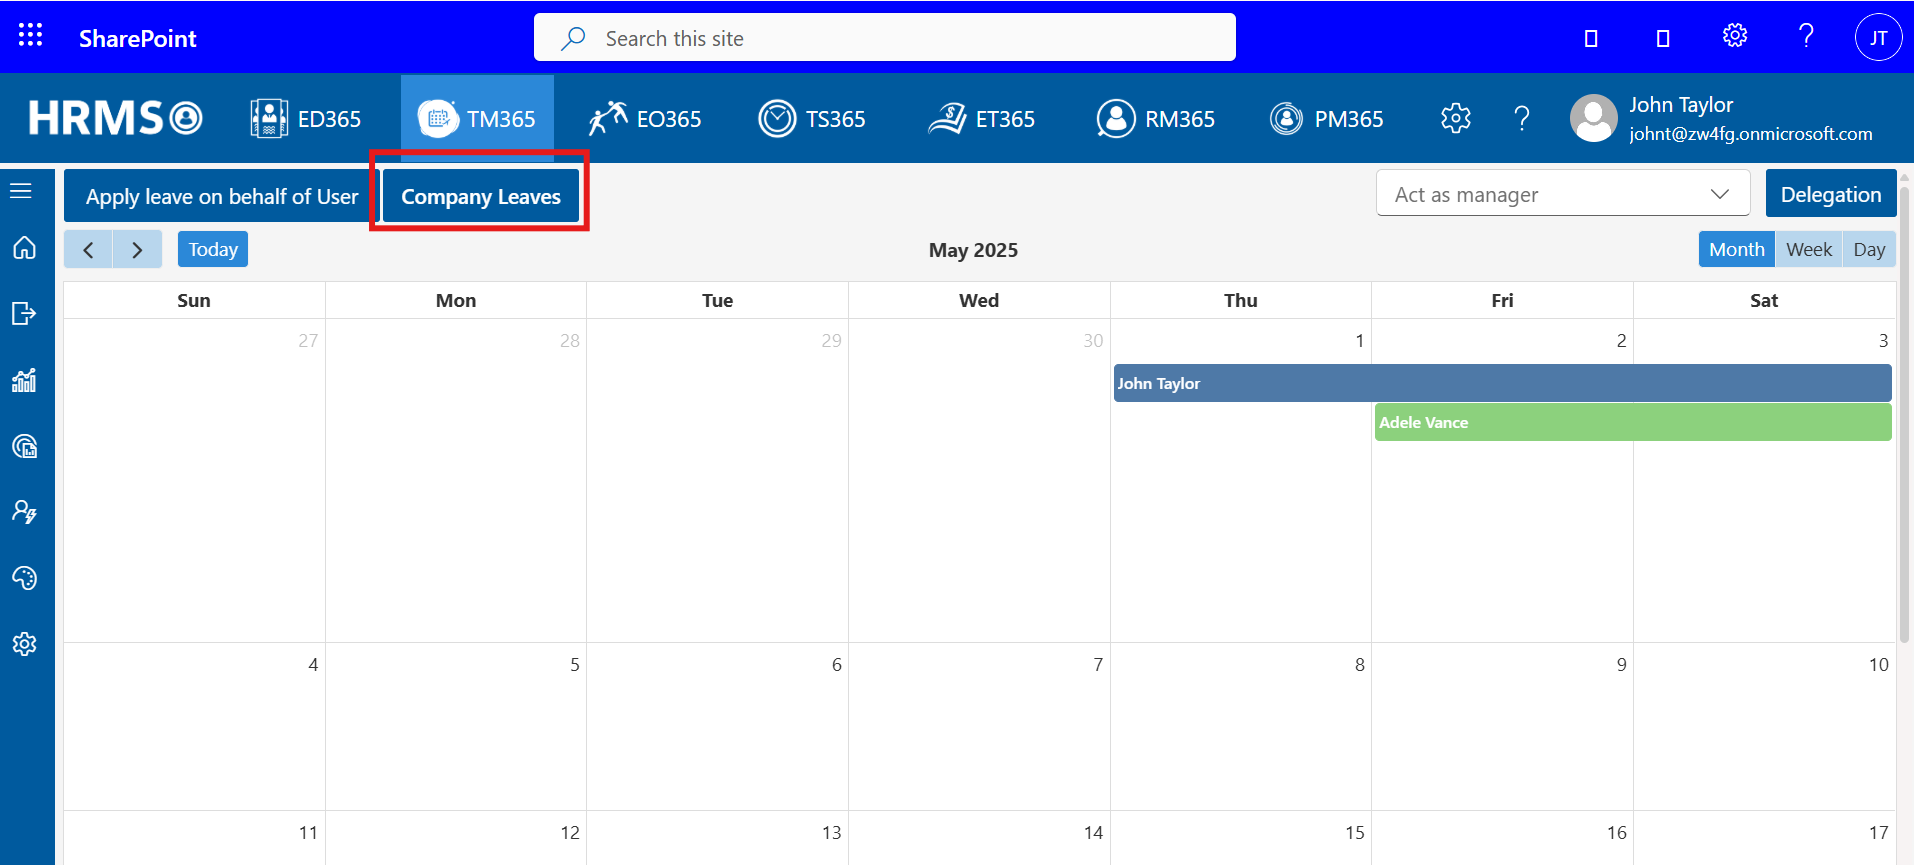 SharePoint
Search this site
JT
HRMS
ED365
TM365
EO365
TS365
ET365
RM365
PM365
?
John Taylor
johnt@zw4fg.onmicrosoft.com
Apply leave on behalf of User
Company Leaves
Act as manager
Delegation
Today
May 2025
Month Week Day
Sun Mon Tue Wed Thu Fri Sat
27 28 29 30 1 2 3
John Taylor
Adele Vance
4 5 6 7 8 9 10
11 12 13 14 15 16 17